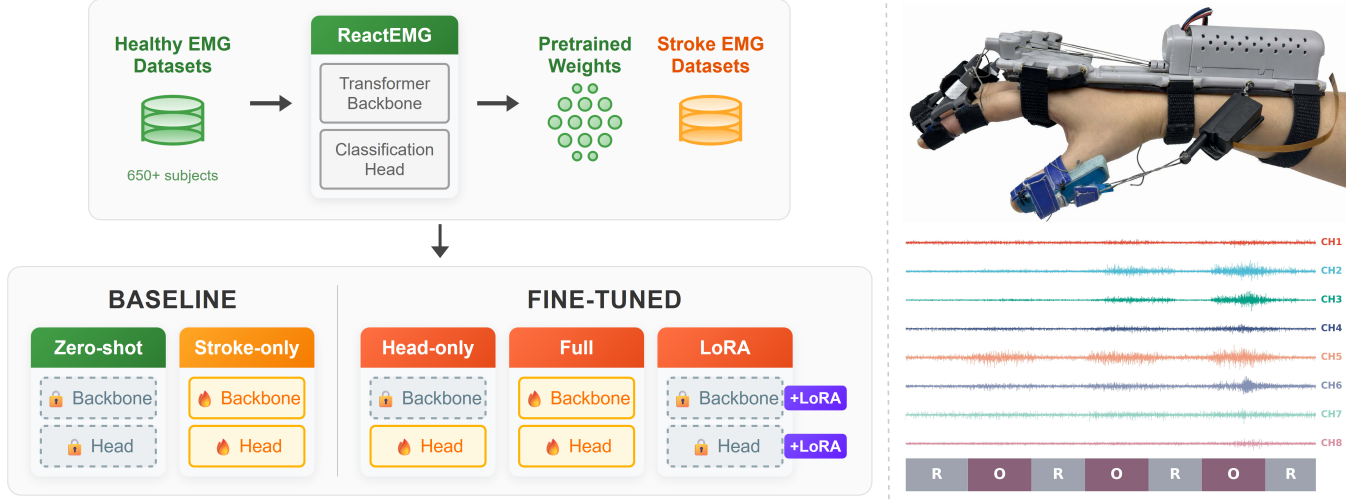 Healthy EMG
Datasets
650+ subjects
ReactEMG
Transformer
Backbone
Classification
Head
Pretrained
Weights
Stroke EMG
Datasets
BASELINE
Zero-shot
Backbone
Head
Stroke-only
Backbone
Head
FINE-TUNED
Head-only
Backbone
Head
Full
Backbone
Head
LoRA
Backbone
+LoRA
Head
+LoRA
CH1
CH2
CH3
CH4
CH5
CH6
CH7
CH8
R O R O R O R